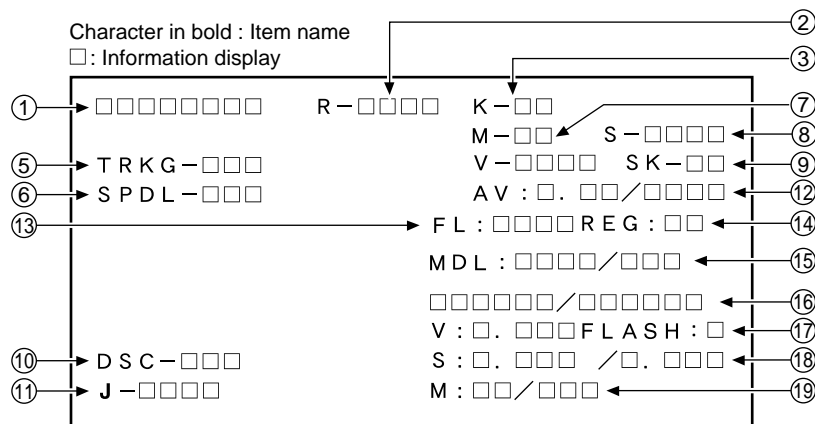 Character in bold : Item name
□ : Information display
②
③
① □□□□□□□□ R－□□□□ K－□□
⑦
M－□□ S－□□□□ ⑧
⑤ TRKG－□□□ V－□□□□ SK－□□ ⑨
⑥ SPDL－□□□ AV：□．□□／□□□□ ⑫
⑬ FL：□□□□REG：□□ ⑭
MDL：□□□□／□□□ ⑮
□□□□□□／□□□□□□ ⑯
V：□．□□□FLASH：□ ⑰
⑩ DSC－□□□ S：□．□□□ ／□．□□□ ⑱
⑪ J－□□□□ M：□□／□□□ ⑲